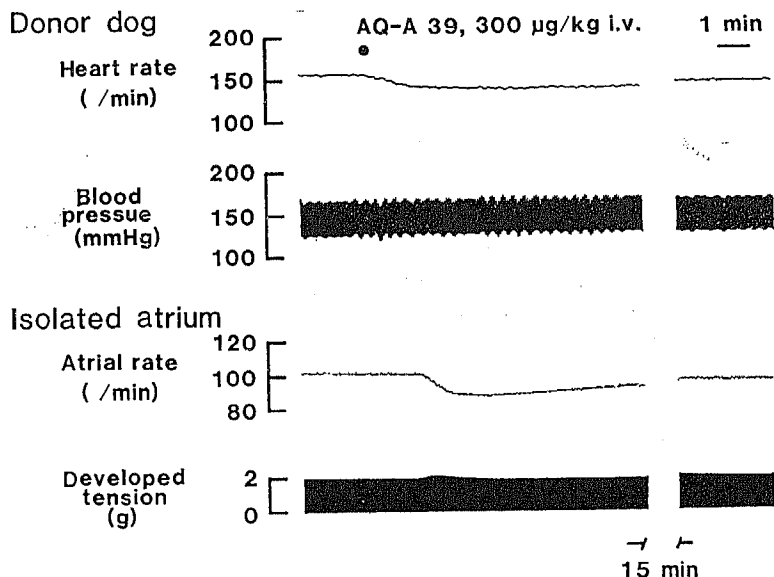 Donor dog
AQ-A 39, 300 µg/kg i.v.
1 min
Heart rate
( /min)
200
150
100
Blood
pressue
(mmHg)
200
150
100
Isolated atrium
Atrial rate
( /min)
120
100
80
Developed
tension
(g)
2
0
15 min